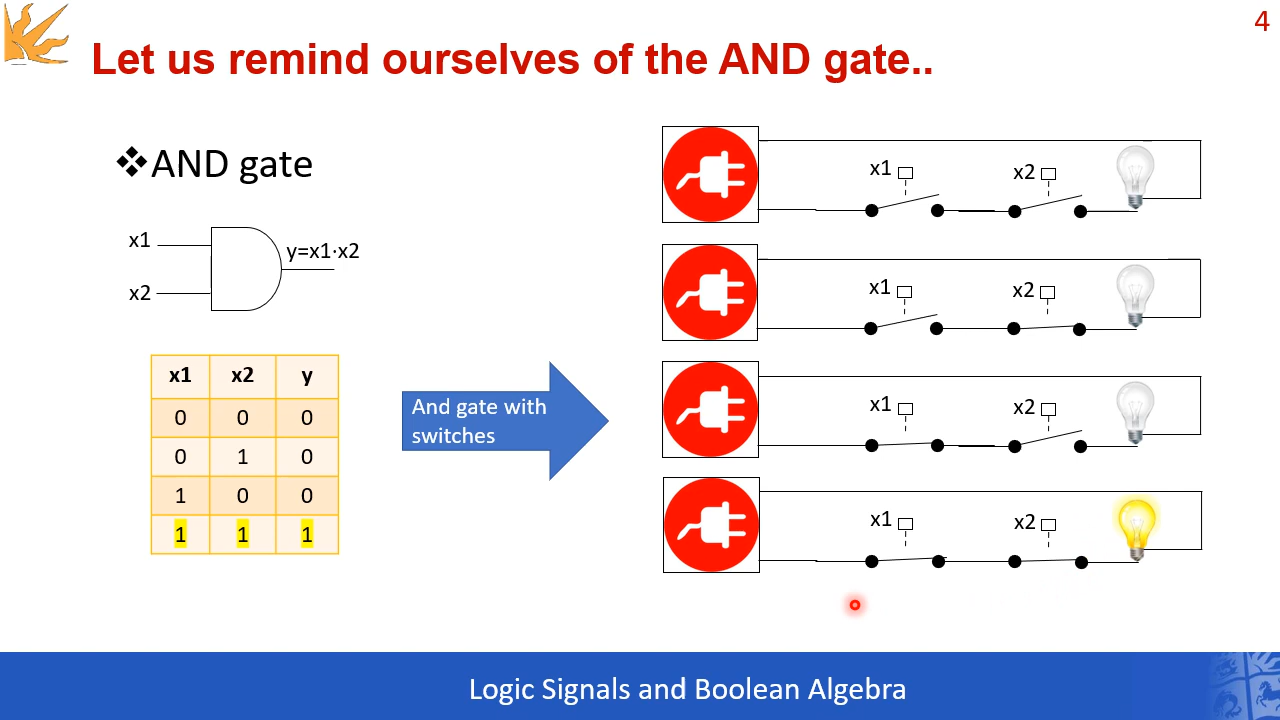 4
Let us remind ourselves of the AND gate..
❖AND gate
x1
y=x1·x2
x2
x1 x2 y
0 0 0
0 1 0
1 0 0
1 1 1
And gate with
switches
x1
x2
x1
x2
x1
x2
x1
x2
Logic Signals and Boolean Algebra